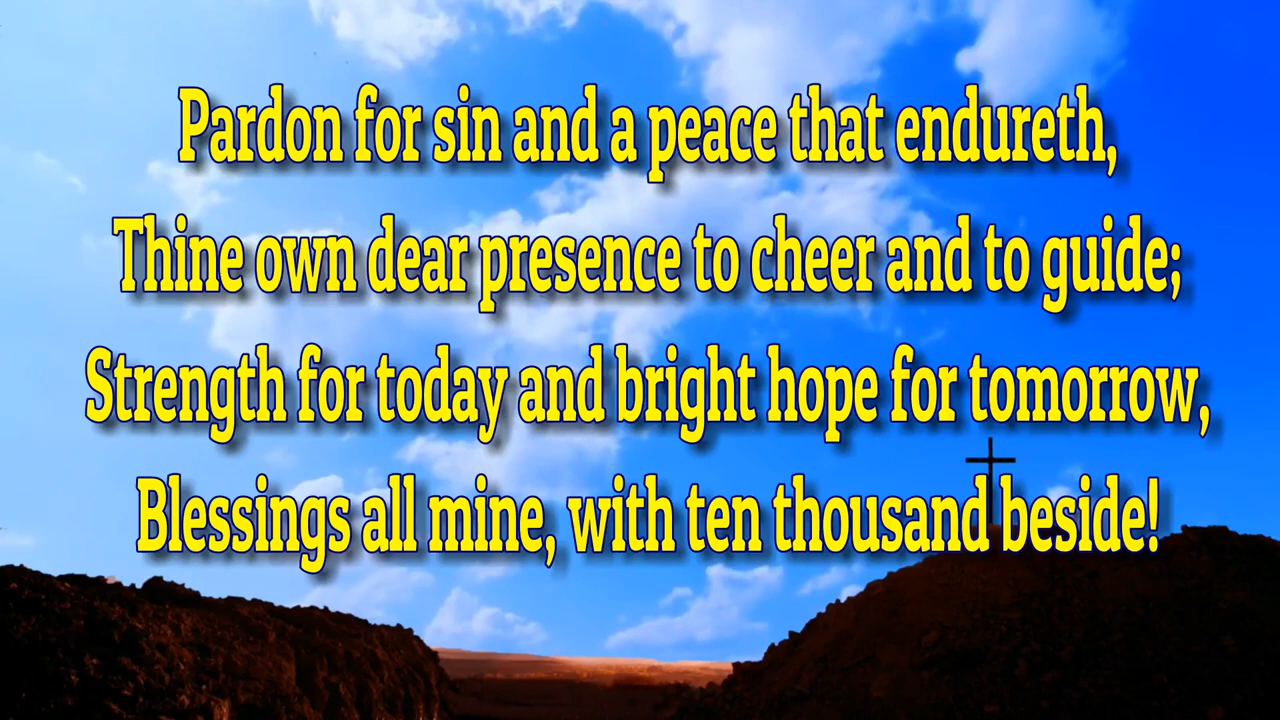 Pardon for sin and a peace that endureth,
Thine own dear presence to cheer and to guide;
Strength for today and bright hope for tomorrow,
Blessings all mine, with ten thousand beside!